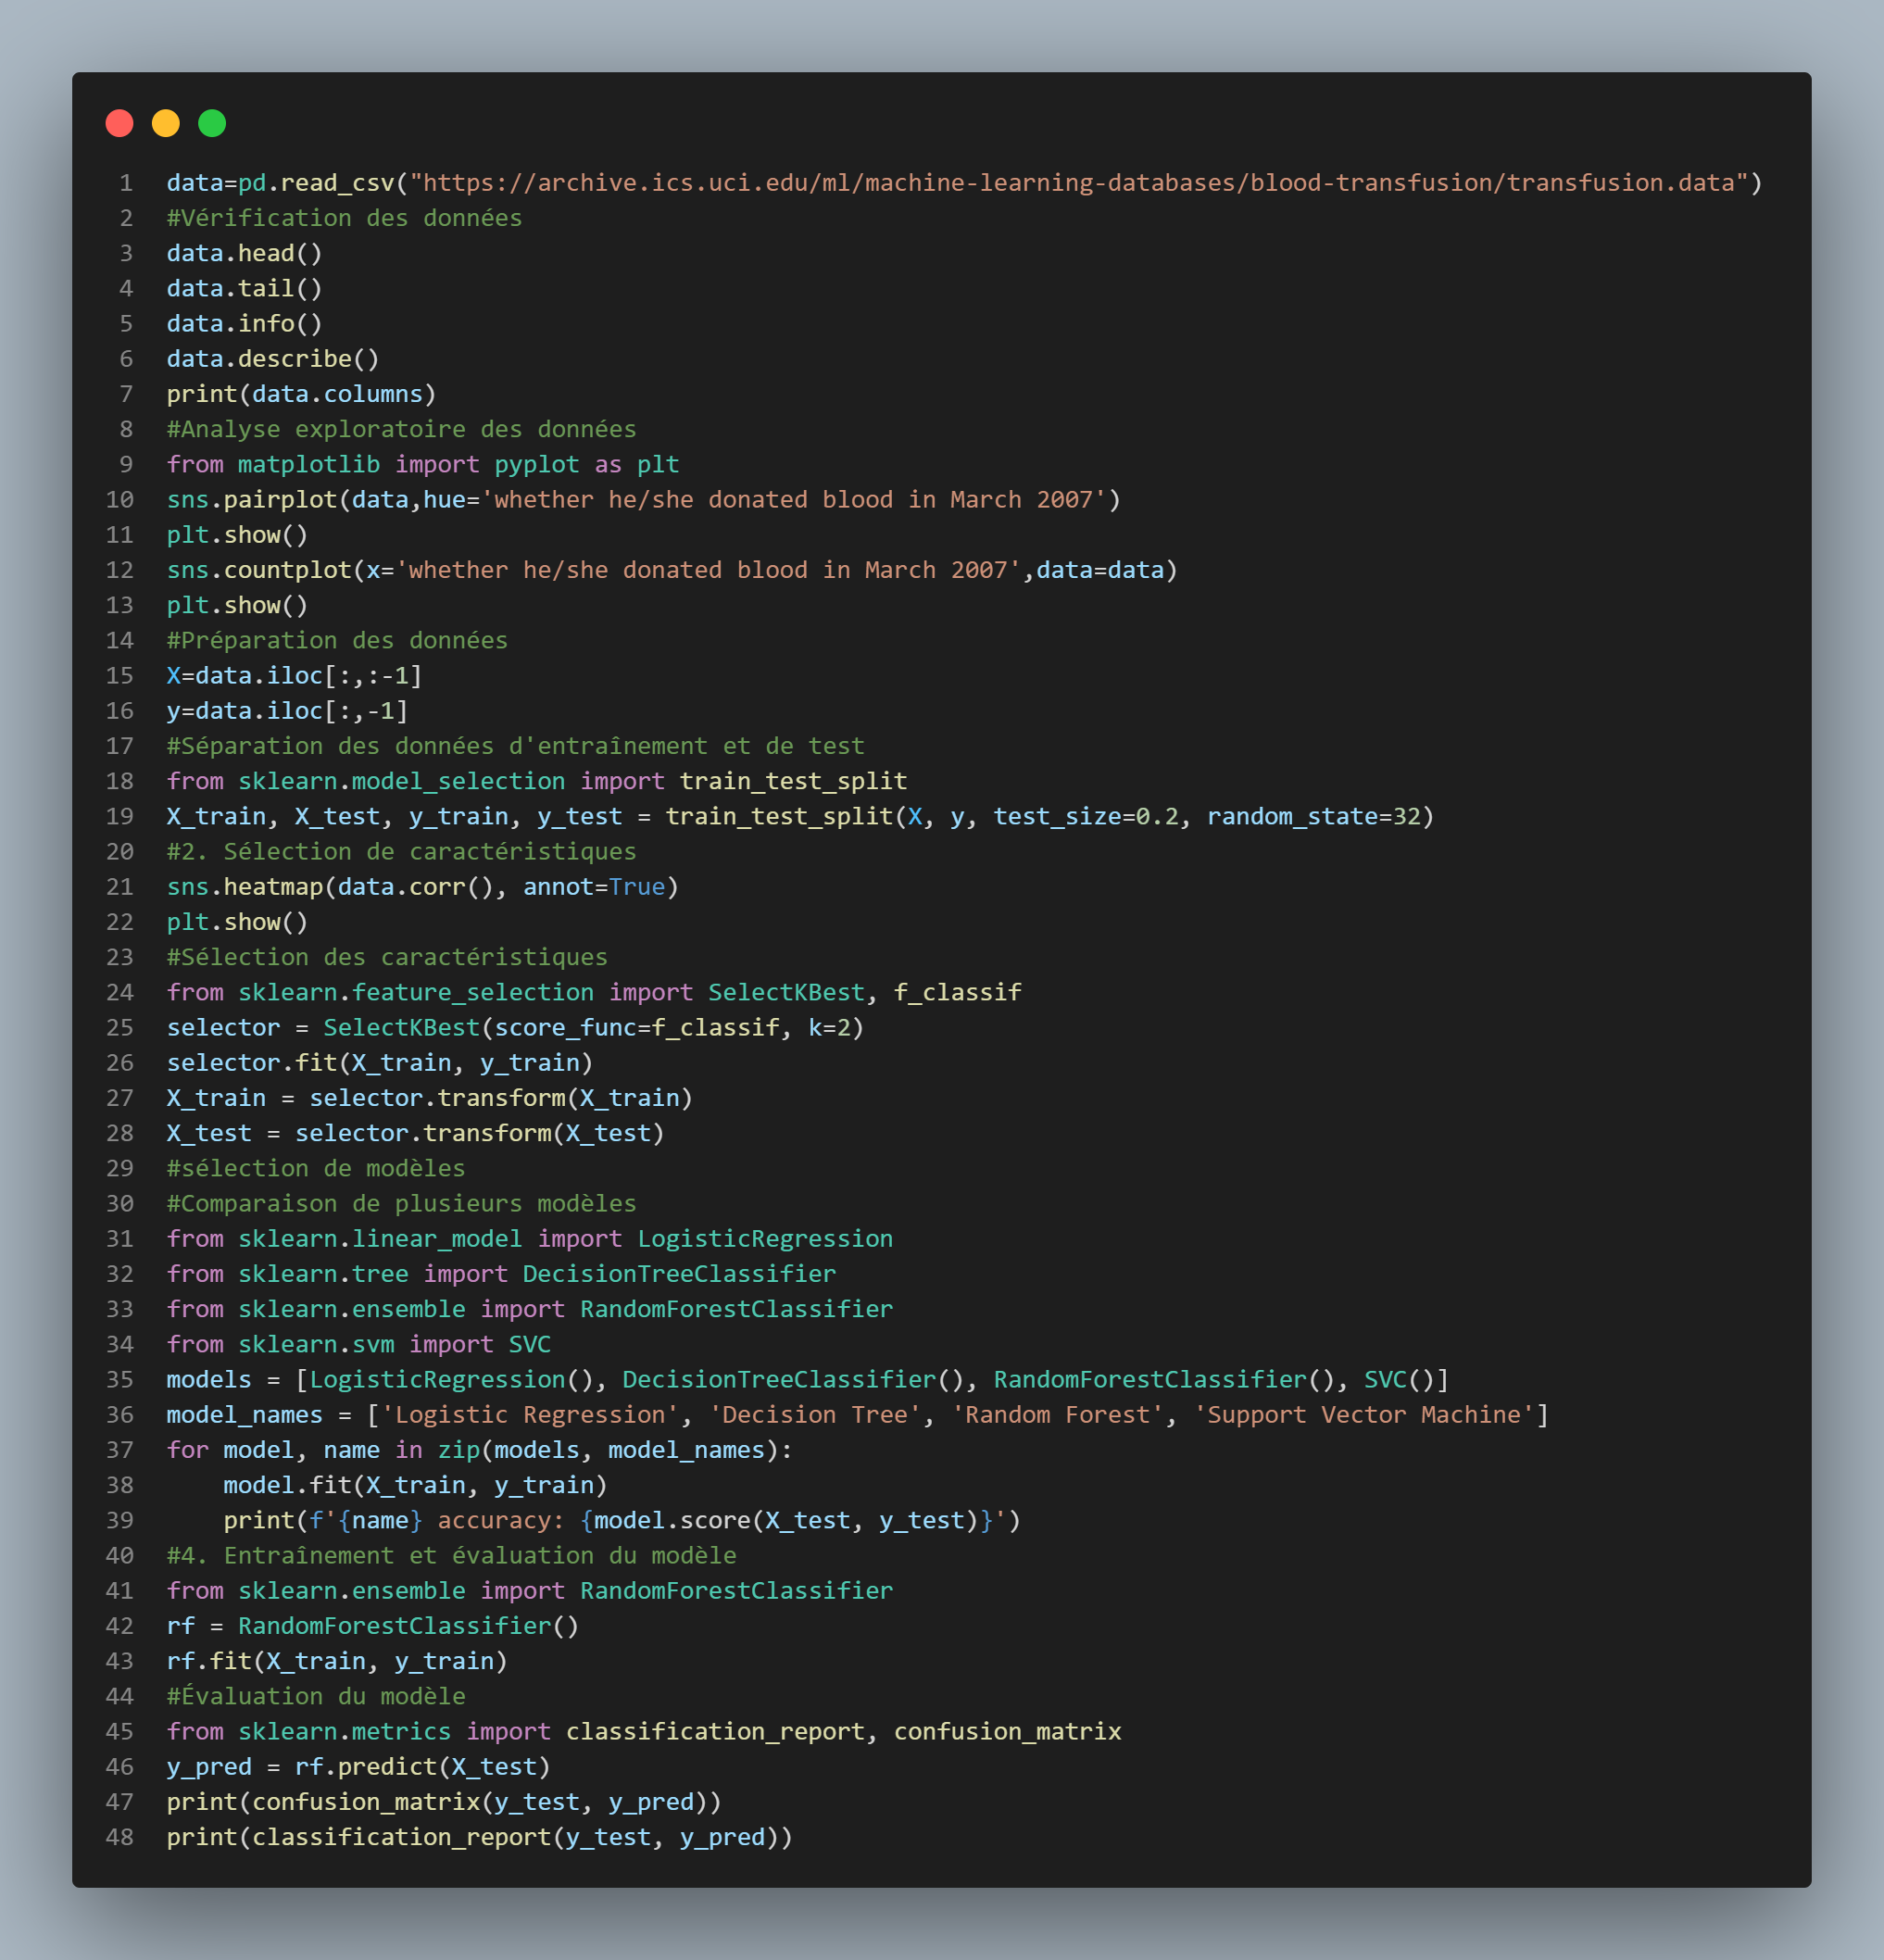 1 data=pd.read_csv("https://archive.ics.uci.edu/ml/machine-learning-databases/blood-transfusion/transfusion.data")
2 #Vérification des données
3 data.head()
4 data.tail()
5 data.info()
6 data.describe()
7 print(data.columns)
8 #Analyse exploratoire des données
9 from matplotlib import pyplot as plt
10 sns.pairplot(data,hue='whether he/she donated blood in March 2007')
11 plt.show()
12 sns.countplot(x='whether he/she donated blood in March 2007',data=data)
13 plt.show()
14 #Préparation des données
15 X=data.iloc[:,:-1]
16 y=data.iloc[:,-1]
17 #Séparation des données d'entraînement et de test
18 from sklearn.model_selection import train_test_split
19 X_train, X_test, y_train, y_test = train_test_split(X, y, test_size=0.2, random_state=32)
20 #2. Sélection de caractéristiques
21 sns.heatmap(data.corr(), annot=True)
22 plt.show()
23 #Sélection des caractéristiques
24 from sklearn.feature_selection import SelectKBest, f_classif
25 selector = SelectKBest(score_func=f_classif, k=2)
26 selector.fit(X_train, y_train)
27 X_train = selector.transform(X_train)
28 X_test = selector.transform(X_test)
29 #sélection de modèles
30 #Comparaison de plusieurs modèles
31 from sklearn.linear_model import LogisticRegression
32 from sklearn.tree import DecisionTreeClassifier
33 from sklearn.ensemble import RandomForestClassifier
34 from sklearn.svm import SVC
35 models = [LogisticRegression(), DecisionTreeClassifier(), RandomForestClassifier(), SVC()]
36 model_names = ['Logistic Regression', 'Decision Tree', 'Random Forest', 'Support Vector Machine']
37 for model, name in zip(models, model_names):
38     model.fit(X_train, y_train)
39     print(f'{name} accuracy: {model.score(X_test, y_test)}')
40 #4. Entraînement et évaluation du modèle
41 from sklearn.ensemble import RandomForestClassifier
42 rf = RandomForestClassifier()
43 rf.fit(X_train, y_train)
44 #Évaluation du modèle
45 from sklearn.metrics import classification_report, confusion_matrix
46 y_pred = rf.predict(X_test)
47 print(confusion_matrix(y_test, y_pred))
48 print(classification_report(y_test, y_pred))